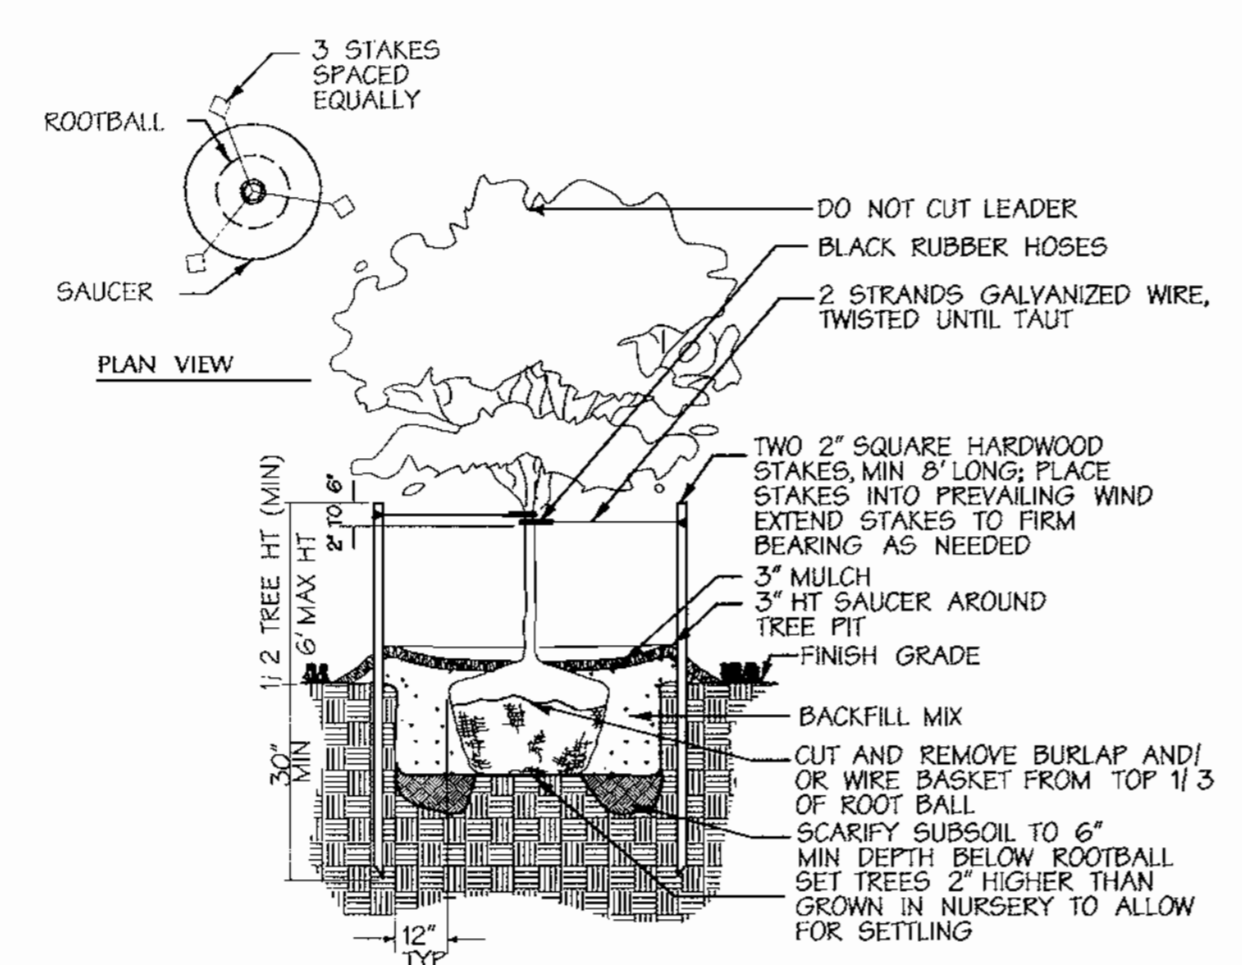 3 STAKES
SPACED
EQUALLY
ROOTBALL
SAUCER
PLAN VIEW
DO NOT CUT LEADER
BLACK RUBBER HOSES
2 STRANDS GALVANIZED WIRE,
TWISTED UNTIL TAUT
TWO 2" SQUARE HARDWOOD
STAKES, MIN 8' LONG; PLACE
STAKES INTO PREVAILING WIND
EXTEND STAKES TO FIRM
BEARING AS NEEDED
3" MULCH
3" HT SAUCER AROUND
TREE PIT
FINISH GRADE
BACKFILL MIX
CUT AND REMOVE BURLAP AND/
OR WIRE BASKET FROM TOP 1/3
OF ROOT BALL
SCARIFY SUBSOIL TO 6"
MIN DEPTH BELOW ROOTBALL
SET TREES 2" HIGHER THAN
GROWN IN NURSERY TO ALLOW
FOR SETTLING
1/2 TREE HT (MIN)
6' MAX HT
2" TO 6"
30"
MIN
12"
TYP